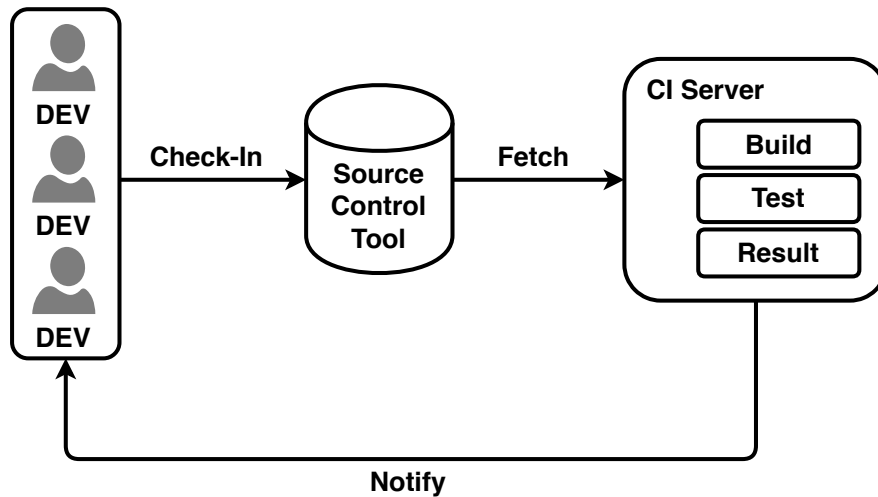 DEV
DEV
DEV
Check-In
Source
Control
Tool
Fetch
CI Server
Build
Test
Result
Notify